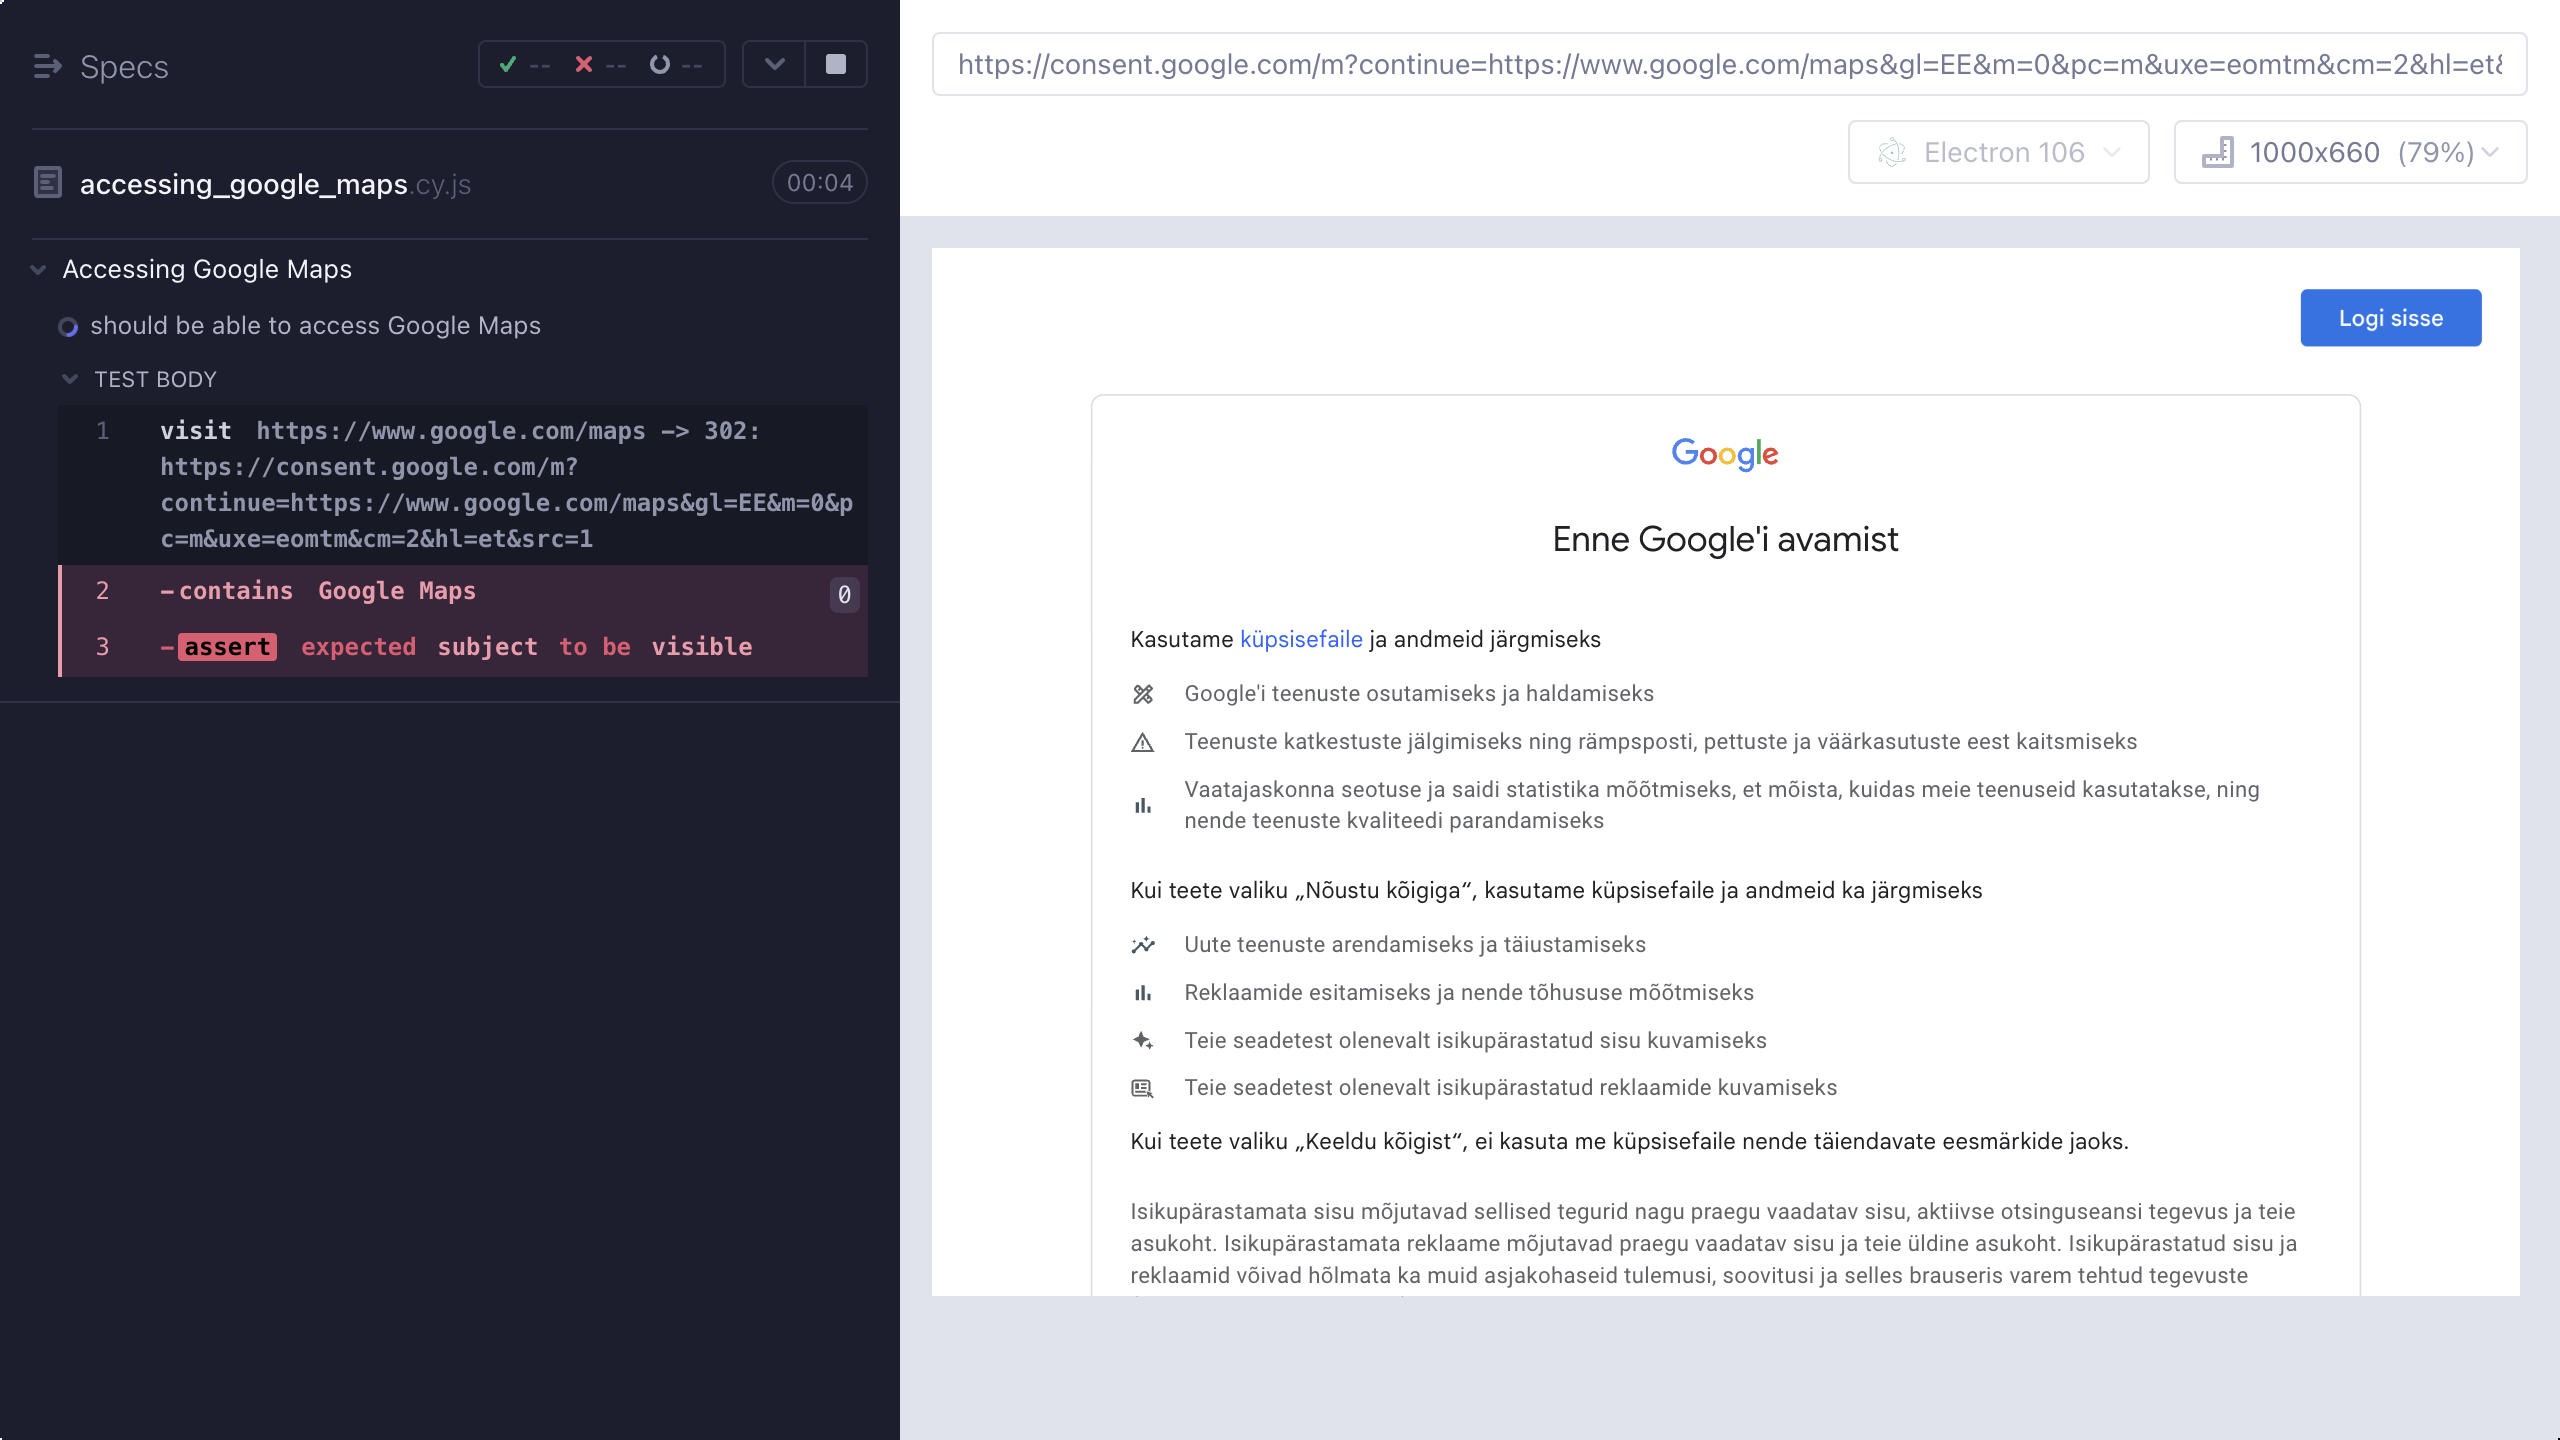 Specs
-- -- --
accessing_google_maps.cy.js
00:04
Accessing Google Maps
should be able to access Google Maps
TEST BODY
1 visit https://www.google.com/maps -> 302:
https://consent.google.com/m?
continue=https://www.google.com/maps&gl=EE&m=0&p
c=m&uxe=eomtm&cm=2&hl=et&src=1
2 -contains Google Maps 0
3 -assert expected subject to be visible
https://consent.google.com/m?continue=https://www.google.com/maps&gl=EE&m=0&pc=m&uxe=eomtm&cm=2&hl=et&
Electron 106
1000x660 (79%)
Logi sisse
Google
Enne Google'i avamist
Kasutame küpsisefaile ja andmeid järgmiseks
Google'i teenuste osutamiseks ja haldamiseks
Teenuste katkestuste jälgimiseks ning rämpsposti, pettuste ja väärkasutuste eest kaitsmiseks
Vaatajaskonna seotuse ja saidi statistika mõõtmiseks, et mõista, kuidas meie teenuseid kasutatakse, ning
nende teenuste kvaliteedi parandamiseks
Kui teete valiku „Nõustu kõigiga“, kasutame küpsisefaile ja andmeid ka järgmiseks
Uute teenuste arendamiseks ja täiustamiseks
Reklaamide esitamiseks ja nende tõhususe mõõtmiseks
Teie seadetest olenevalt isikupärastatud sisu kuvamiseks
Teie seadetest olenevalt isikupärastatud reklaamide kuvamiseks
Kui teete valiku „Keeldu kõigist“, ei kasuta me küpsisefaile nende täiendavate eesmärkide jaoks.
Isikupärastamata sisu mõjutavad sellised tegurid nagu praegu vaadatav sisu, aktiivse otsinguseansi tegevus ja teie
asukoht. Isikupärastamata reklaame mõjutavad praegu vaadatav sisu ja teie üldine asukoht. Isikupärastatud sisu ja
reklaamid võivad hõlmata ka muid asjakohaseid tulemusi, soovitusi ja selles brauseris varem tehtud tegevuste